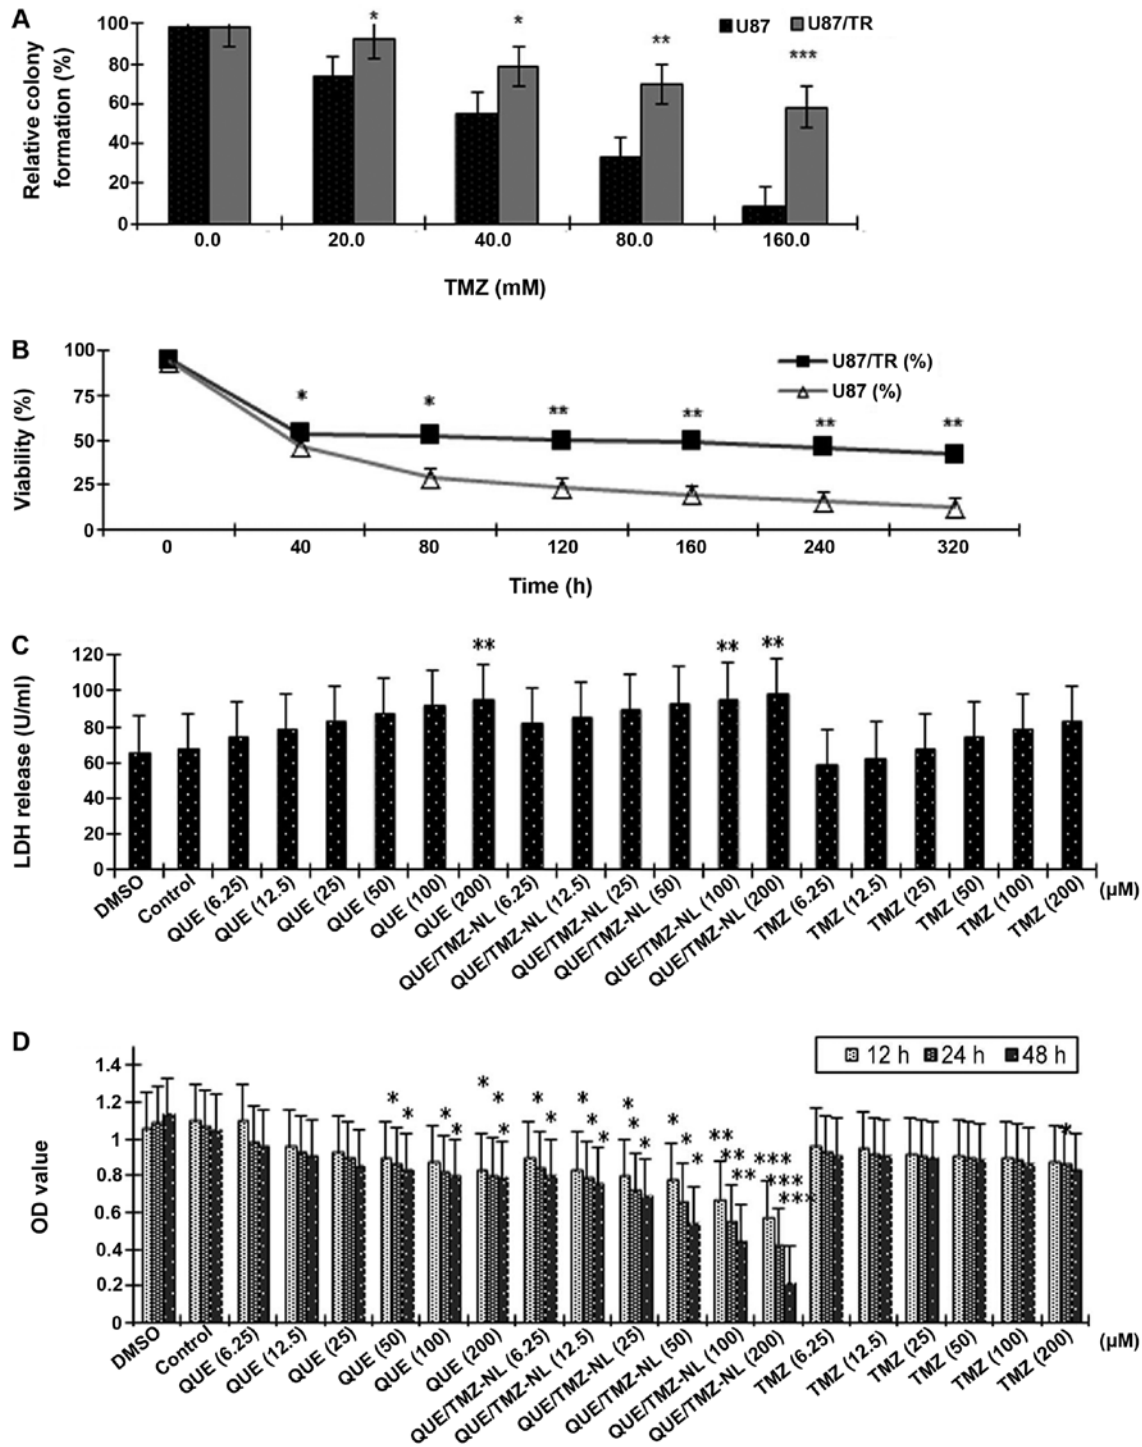 A
Relative colony
formation (%)
100
80
60
40
20
0
* * ** ***
U87 U87/TR
0.0 20.0 40.0 80.0 160.0
TMZ (mM)
B
Viability (%)
100
75
50
25
0
* * ** ** ** **
U87/TR (%)
U87 (%)
0 40 80 120 160 240 320
Time (h)
C
LDH release (U/ml)
120
100
80
60
40
20
0
** ** **
DMSO
Control
QUE (6.25)
QUE (12.5)
QUE (25)
QUE (50)
QUE (100)
QUE (200)
QUE/TMZ-NL (6.25)
QUE/TMZ-NL (12.5)
QUE/TMZ-NL (25)
QUE/TMZ-NL (50)
QUE/TMZ-NL (100)
QUE/TMZ-NL (200)
TMZ (6.25)
TMZ (12.5)
TMZ (25)
TMZ (50)
TMZ (100)
TMZ (200)
(µM)
D
OD value
1.4
1.2
1
0.8
0.6
0.4
0.2
0
12 h 24 h 48 h
* * * * * * * * * * * * * * * * * * ** ** ** *** *** *** *
DMSO
Control
QUE (6.25)
QUE (12.5)
QUE (25)
QUE (50)
QUE (100)
QUE (200)
QUE/TMZ-NL (6.25)
QUE/TMZ-NL (12.5)
QUE/TMZ-NL (25)
QUE/TMZ-NL (50)
QUE/TMZ-NL (100)
QUE/TMZ-NL (200)
TMZ (6.25)
TMZ (12.5)
TMZ (25)
TMZ (50)
TMZ (100)
TMZ (200)
(µM)